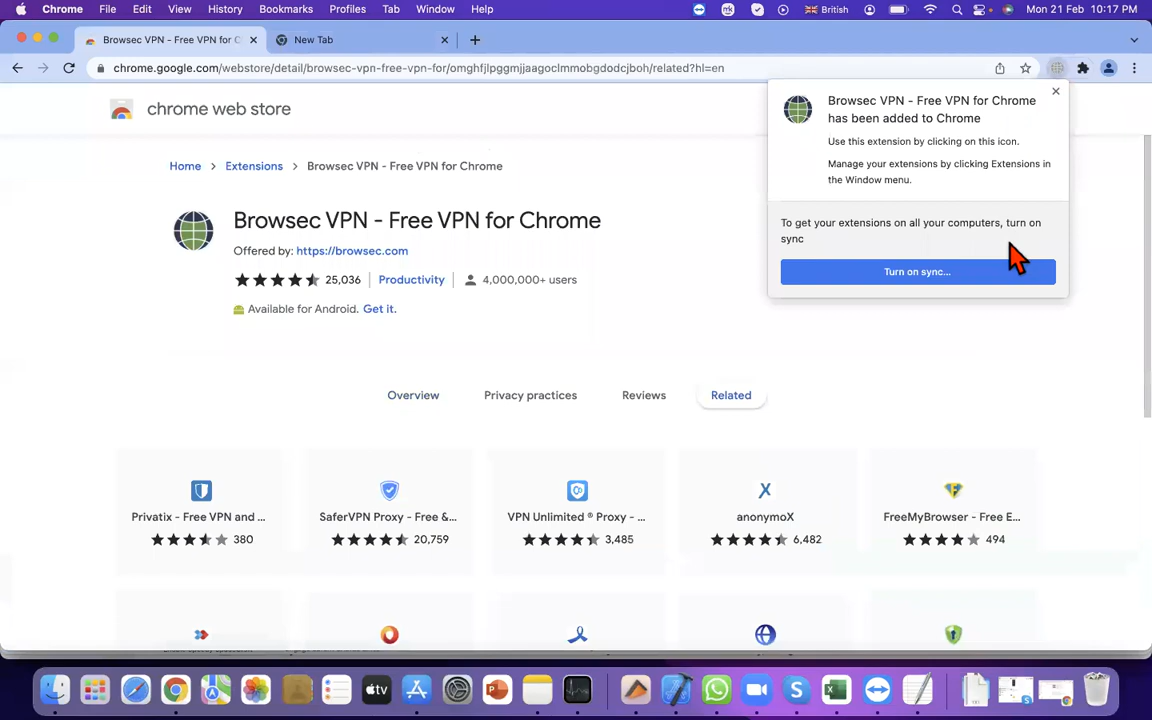 Chrome File Edit View History Bookmarks Profiles Tab Window Help British Mon 21 Feb 10:17 PM
Browsec VPN - Free VPN for C
New Tab
chrome.google.com/webstore/detail/browsec-vpn-free-vpn-for/omghfjlpggmjjaagoclmmobgdodcjboh/related?hl=en
chrome web store
Browsec VPN - Free VPN for Chrome
has been added to Chrome
Use this extension by clicking on this icon.
Manage your extensions by clicking Extensions in
the Window menu.
To get your extensions on all your computers, turn on
sync
Turn on sync...
Home > Extensions > Browsec VPN - Free VPN for Chrome
Browsec VPN - Free VPN for Chrome
Offered by: https://browsec.com
25,036 Productivity 4,000,000+ users
Available for Android. Get it.
Overview Privacy practices Reviews Related
Privatix - Free VPN and ... SaferVPN Proxy - Free &... VPN Unlimited ® Proxy - ... anonymoX FreeMyBrowser - Free E...
380 20,759 3,485 6,482 494
tv